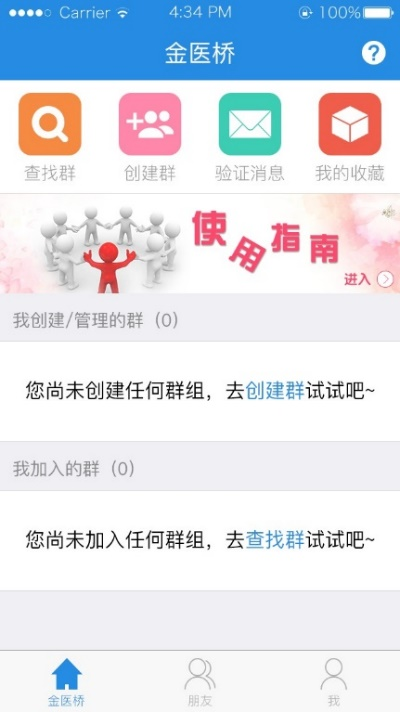 Carrier 4:34 PM 100%
金医桥
?
查找群 创建群 验证消息 我的收藏
使用指南
进入
我创建/管理的群（0）
您尚未创建任何群组，去创建群试试吧~
我加入的群（0）
您尚未加入任何群组，去查找群试试吧~
金医桥 朋友 我